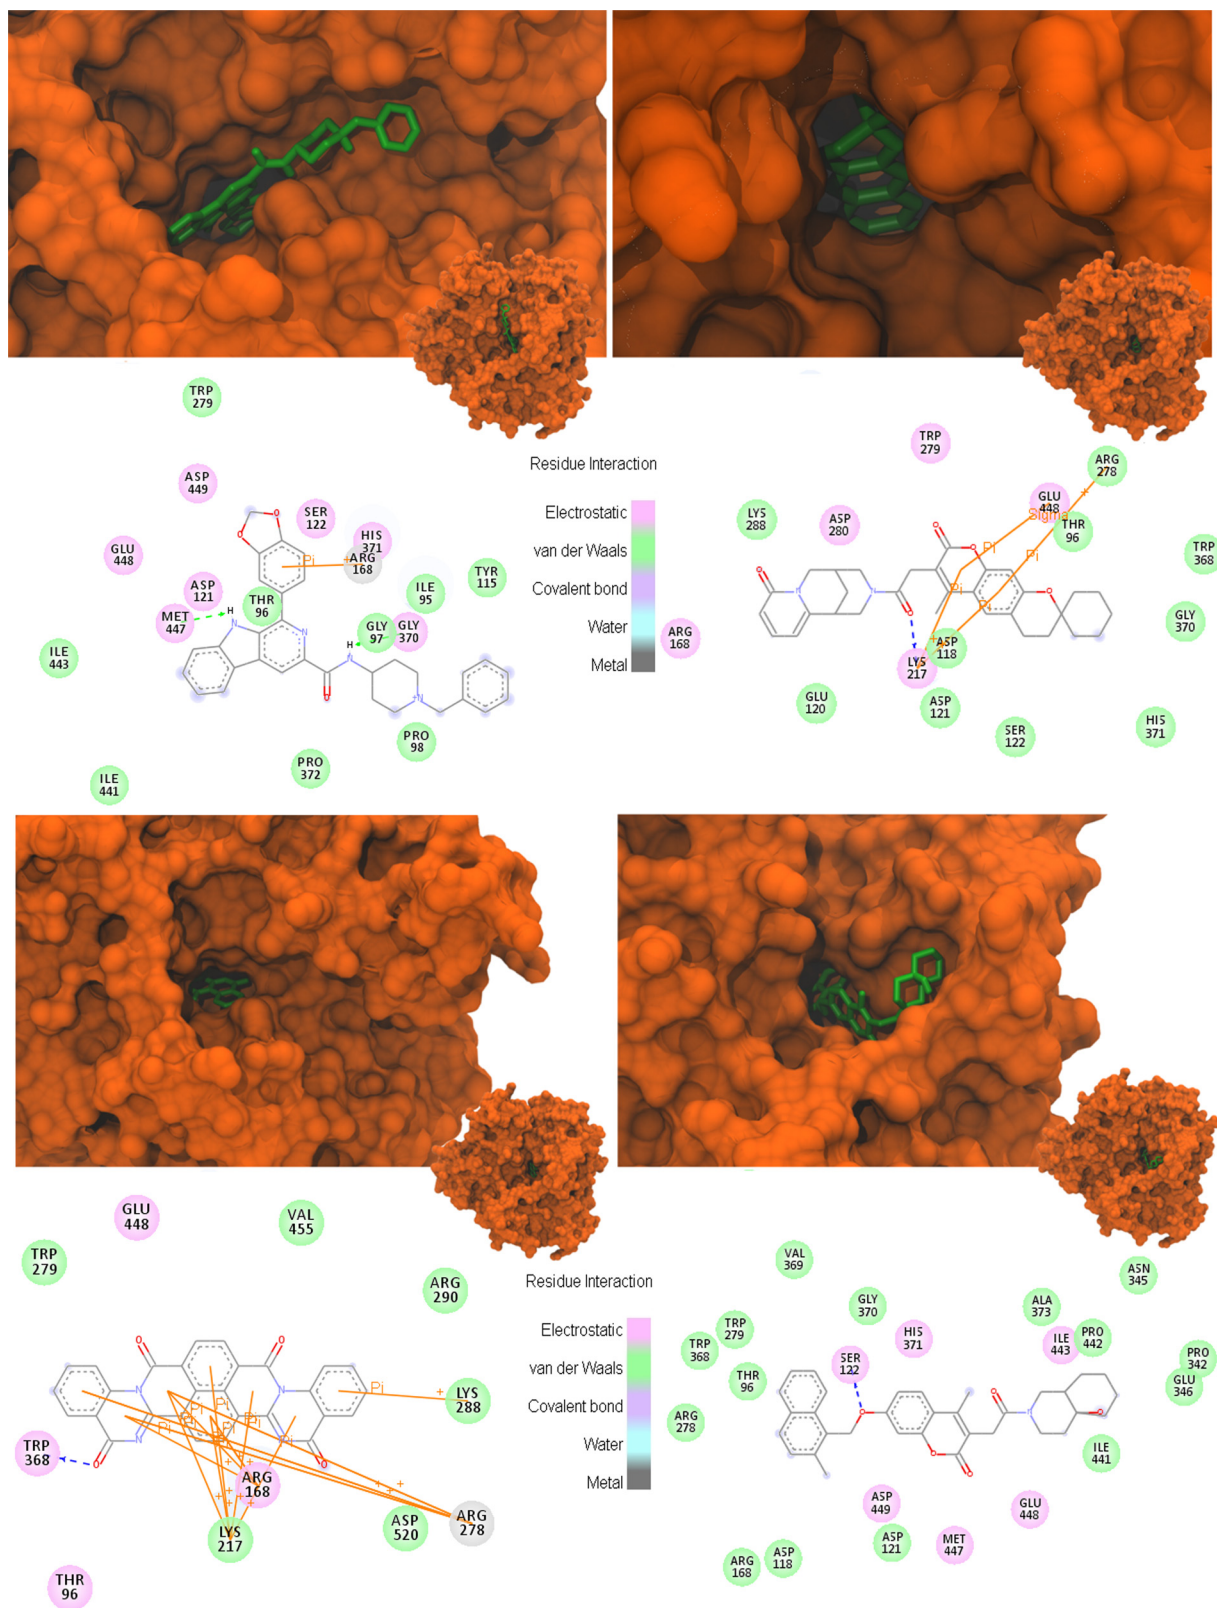 TRP
279
ASP
449
SER
122
HIS
371
ARG
168
Pi
+
GLU
448
ASP
121
MET
447
H
THR
96
ILE
95
TYR
115
GLY
97
GLY
370
ILE
443
PRO
98
PRO
372
ILE
441
N
N
H
N
O
O
O
+N
Residue Interaction
Electrostatic
van der Waals
Covalent bond
Water
Metal
TRP
279
ARG
278
GLU
448
Sigma
THR
96
LYS
288
ASP
280
TRP
368
GLY
370
ARG
168
Pi
Pi
Pi
Pi
ASP
118
LYS
217
GLU
120
ASP
121
SER
122
HIS
371
O
N
N
O
O
O
O
+
+
GLU
448
VAL
455
TRP
279
ARG
290
LYS
288
Pi
+
TRP
368
ARG
168
LYS
217
ASP
520
ARG
278
THR
96
O
O
N
N
N
O
O
Pi
Pi
Pi
Pi
Pi
Residue Interaction
Electrostatic
van der Waals
Covalent bond
Water
Metal
VAL
369
ASN
345
GLY
370
ALA
373
TRP
279
HIS
371
ILE
443
PRO
442
TRP
368
SER
122
PRO
342
THR
96
GLU
346
ARG
278
ILE
441
ASP
449
GLU
448
ASP
121
MET
447
ARG
168
ASP
118
O
O
O
O
N
O